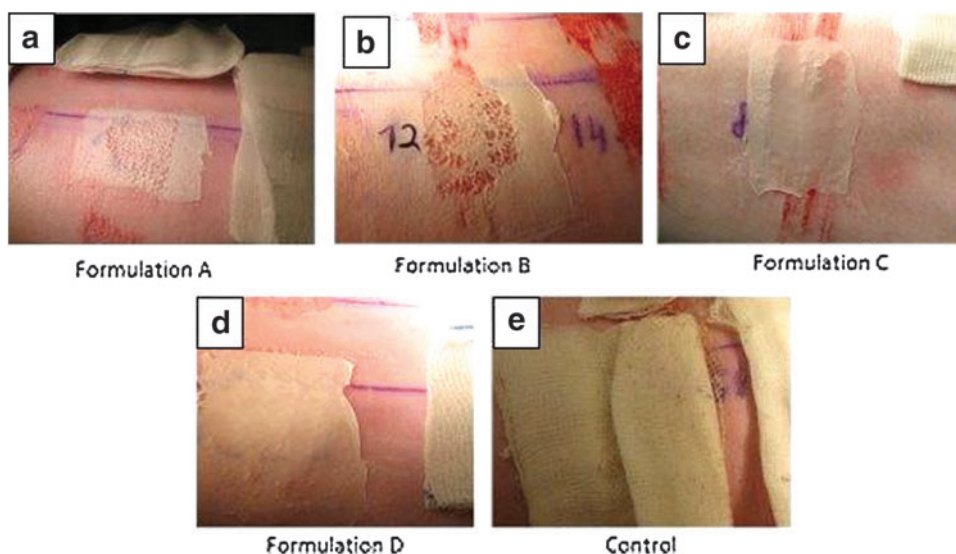 a
b
c
12
14
d
Formulation A
Formulation B
Formulation C
d
e
Formulation D
Control